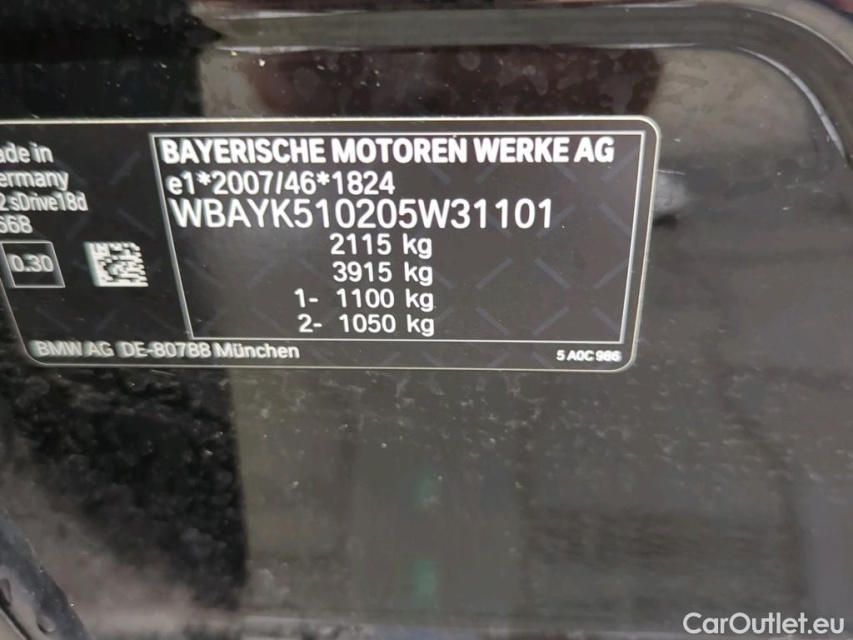 BAYERISCHE MOTOREN WERKE AG
e1*2007/46*1824
WBAYK510205W31101
2115 kg
3915 kg
1- 1100 kg
2- 1050 kg
ade in
ermany
2 sDrive18d
668
0.30
BMW AG DE-80788 München
5 A0C 986
CarOutlet.eu